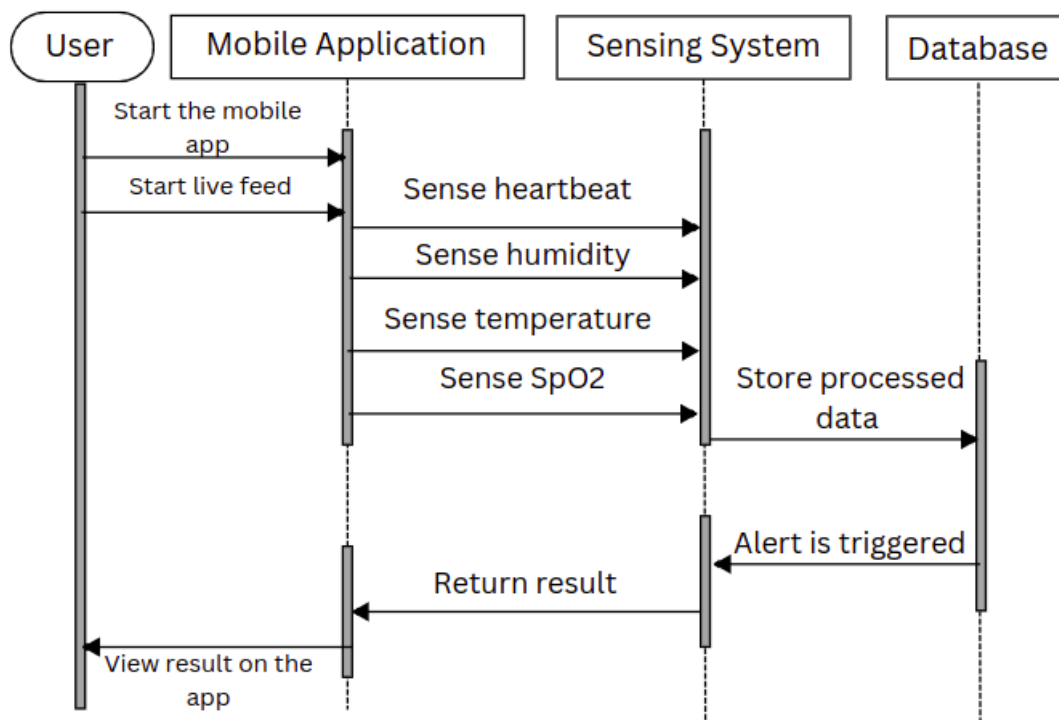 User
Mobile Application
Sensing System
Database
Start the mobile
app
Start live feed
Sense heartbeat
Sense humidity
Sense temperature
Sense SpO2
Store processed
data
Alert is triggered
Return result
View result on the
app